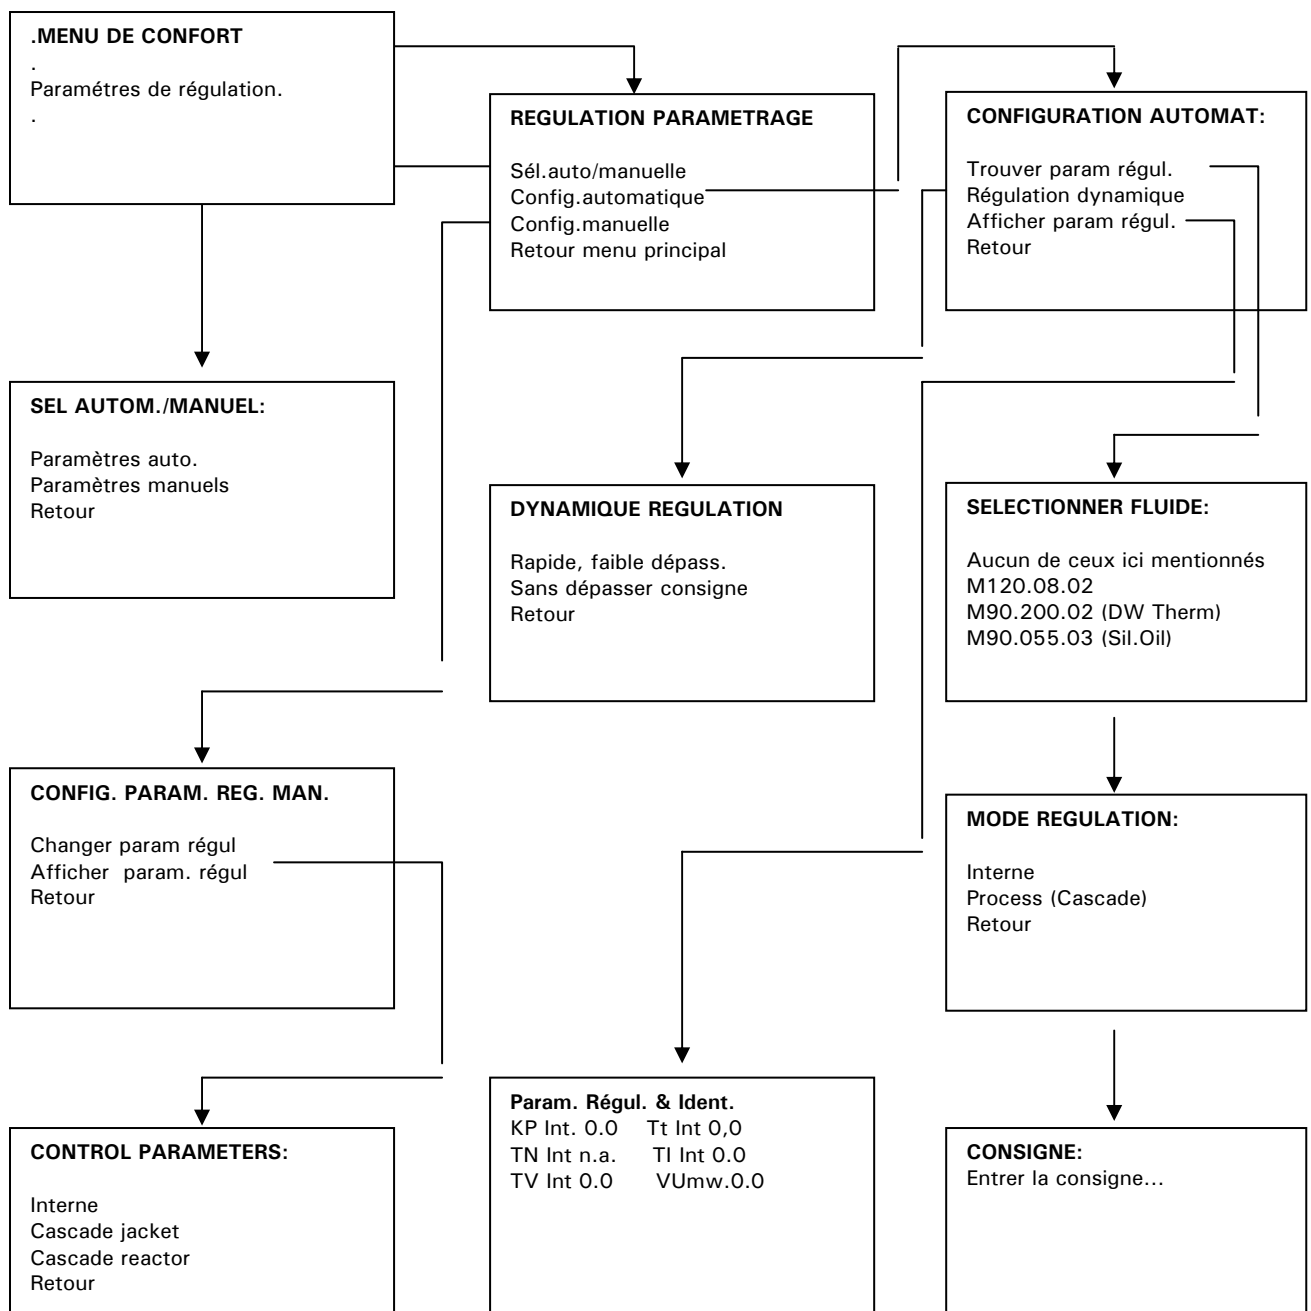 .MENU DE CONFORT
.
Paramétres de régulation.
.
REGULATION PARAMETRAGE
Sél.auto/manuelle
Config.automatique
Config.manuelle
Retour menu principal
CONFIGURATION AUTOMAT:
Trouver param régul.
Régulation dynamique
Afficher param régul.
Retour
SEL AUTOM./MANUEL:
Paramètres auto.
Paramètres manuels
Retour
DYNAMIQUE REGULATION
Rapide, faible dépass.
Sans dépasser consigne
Retour
SELECTIONNER FLUIDE:
Aucun de ceux ici mentionnés
M120.08.02
M90.200.02 (DW Therm)
M90.055.03 (Sil.Oil)
CONFIG. PARAM. REG. MAN.
Changer param régul
Afficher  param. régul
Retour
MODE REGULATION:
Interne
Process (Cascade)
Retour
CONTROL PARAMETERS:
Interne
Cascade jacket
Cascade reactor
Retour
Param. Régul. & Ident.
KP Int. 0.0    Tt Int 0,0
TN Int n.a.    TI Int 0.0
TV Int 0.0    VUmw.0.0
CONSIGNE:
Entrer la consigne...